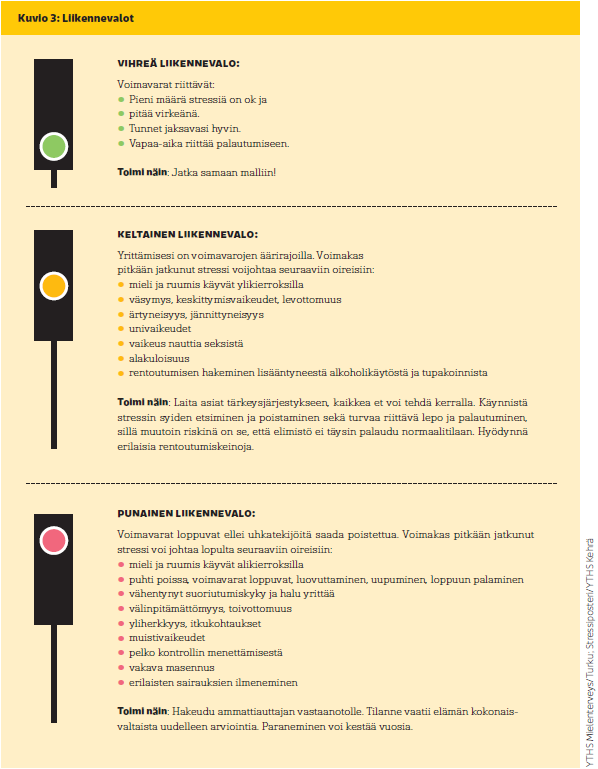 Kuvio 3: Liikennevalot
VIHREÄ LIIKENNEVALO:
Voimavarat riittävät:
• Pieni määrä stressiä on ok ja
• pitää virkeänä.
• Tunnet jaksavasi hyvin.
• Vapaa-aika riittää palautumiseen.
Toimi näin: Jatka samaan malliin!
KELTAINEN LIIKENNEVALO:
Yrittämisesi on voimavarojen äärirajoilla. Voimakas
pitkään jatkunut stressi voijohtaa seuraaviin oireisiin:
• mieli ja ruumis käyvät ylikierroksilla
• väsymys, keskittymisvaikeudet, levottomuus
• ärtyneisyys, jännittyneisyys
• univaikeudet
• vaikeus nauttia seksistä
• alakuloisuus
• rentoutumisen hakeminen lisääntyneestä alkoholikäytöstä ja tupakoinnista
Toimi näin: Laita asiat tärkeysjärjestykseen, kaikkea et voi tehdä kerralla. Käynnistä
stressin syiden etsiminen ja poistaminen sekä turvaa riittävä lepo ja palautuminen,
sillä muutoin riskinä on se, että elimistö ei täysin palaudu normaalitilaan. Hyödynnä
erilaisia rentoutumiskeinoja.
PUNAINEN LIIKENNEVALO:
Voimavarat loppuvat ellei uhkatekijöitä saada poistettua. Voimakas pitkään jatkunut
stressi voi johtaa lopulta seuraaviin oireisiin:
• mieli ja ruumis käyvät alikierroksilla
• puhti poissa, voimavarat loppuvat, luovuttaminen, uupuminen, loppuun palaminen
• vähentynyt suoriutumiskyky ja halu yrittää
• välinpitämättömyys, toivottomuus
• yliherkkyys, itkukohtaukset
• muistivaikeudet
• pelko kontrollin menettämisestä
• vakava masennus
• erilaisten sairauksien ilmeneminen
Toimi näin: Hakeudu ammattiauttajan vastaanotolle. Tilanne vaatii elämän kokonais-
valtaista uudelleen arviointia. Paraneminen voi kestää vuosia.
YTHS Mielenterveys/Turku: Stressiposteri/YTHS Kehrä